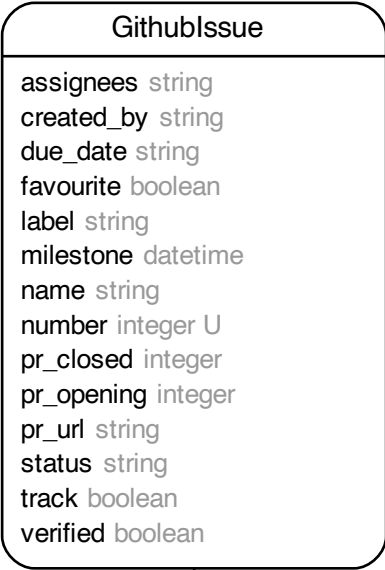 GithubIssue
assignees string
created_by string
due_date string
favourite boolean
label string
milestone datetime
name string
number integer U
pr_closed integer
pr_opening integer
pr_url string
status string
track boolean
verified boolean